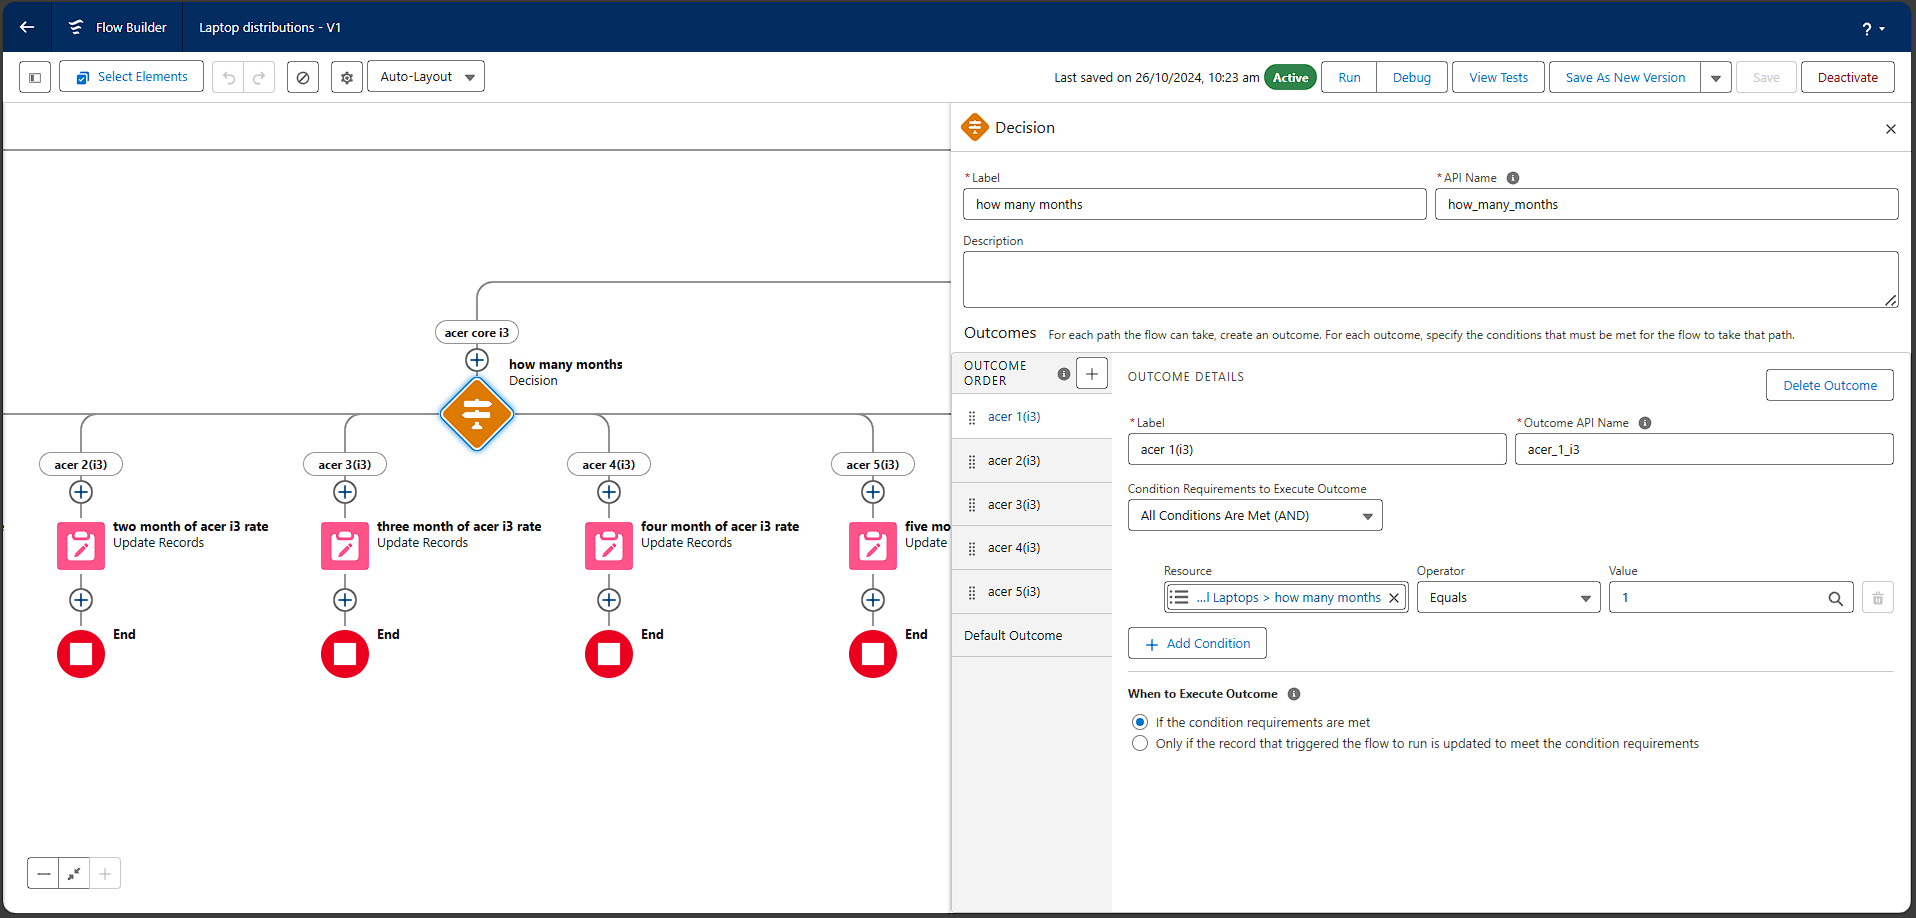 Flow Builder
Laptop distributions - V1
?
Select Elements
Auto-Layout
Last saved on 26/10/2024, 10:23 am
Active
Run
Debug
View Tests
Save As New Version
Save
Deactivate
acer core i3
how many months
Decision
acer 2(i3)
acer 3(i3)
acer 4(i3)
acer 5(i3)
two month of acer i3 rate
Update Records
three month of acer i3 rate
Update Records
four month of acer i3 rate
Update Records
five mo
Update
End
End
End
End
Decision
*Label
*API Name
how many months
how_many_months
Description
Outcomes
For each path the flow can take, create an outcome. For each outcome, specify the conditions that must be met for the flow to take that path.
OUTCOME
ORDER
acer 1(i3)
acer 2(i3)
acer 3(i3)
acer 4(i3)
acer 5(i3)
Default Outcome
OUTCOME DETAILS
Delete Outcome
*Label
*Outcome API Name
acer 1(i3)
acer_1_i3
Condition Requirements to Execute Outcome
All Conditions Are Met (AND)
Resource
Operator
Value
...l Laptops > how many months
Equals
1
Add Condition
When to Execute Outcome
If the condition requirements are met
Only if the record that triggered the flow to run is updated to meet the condition requirements